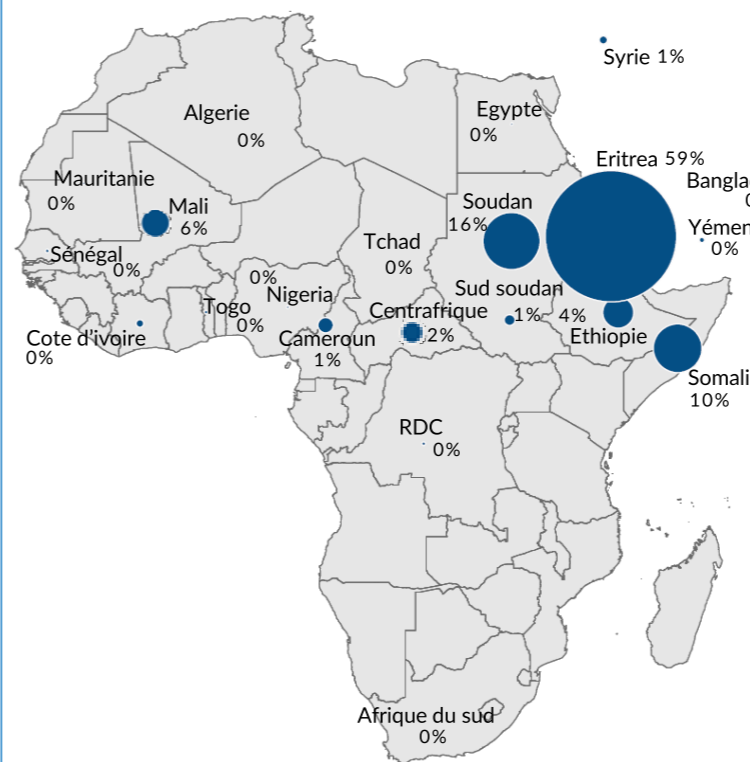 Syrie 1%
Algerie
0%
Egypte
0%
Eritrea 59%
Mauritanie
0%
Mali
6%
Soudan
16%
Bangla
Yémen
0%
Sénégal
0%
Tchad
0%
0%
Nigeria
Togo
0%
Sud soudan
1%
4%
Ethiopie
Centrafrique
2%
Cameroun
1%
Cote d'ivoire
0%
Somali
10%
RDC
0%
Afrique du sud
0%